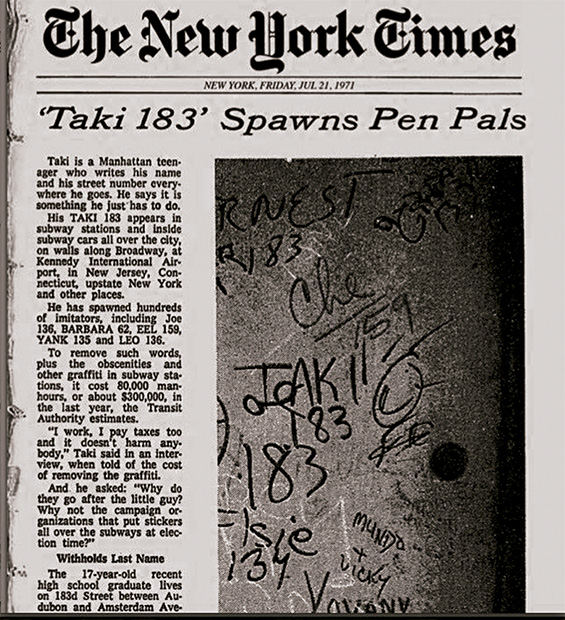 The New York Times
NEW YORK, FRIDAY, JUL 21, 1971
‘Taki 183’ Spawns Pen Pals
Taki is a Manhattan teen-
ager who writes his name
and his street number every-
where he goes. He says it is
something he just has to do.
His TAKI 183 appears in
subway stations and inside
subway cars all over the city,
on walls along Broadway, at
Kennedy International Air-
port, in New Jersey, Con-
necticut, upstate New York
and other places.
He has spawned hundreds
of imitators, including Joe
136, BARBARA 62, EEL 159,
YANK 135 and LEO 136.
To remove such words,
plus the obscenities and
other graffiti in subway sta-
tions, it cost 80,000 man-
hours, or about $300,000, in
the last year, the Transit
Authority estimates.
“I work, I pay taxes too
and it doesn’t harm any-
body,” Taki said in an inter-
view, when told of the cost
of removing the graffiti.
And he asked: “Why do
they go after the little guy?
Why not the campaign or-
ganizations that put stickers
all over the subways at elec-
tion time?”
Withholds Last Name
The 17-year-old recent
high school graduate lives
on 183d Street between Au-
dubon and Amsterdam Ave-
RNEST
183
Che
159
TAKI
183
183
134
MUNDO
+
VICKY